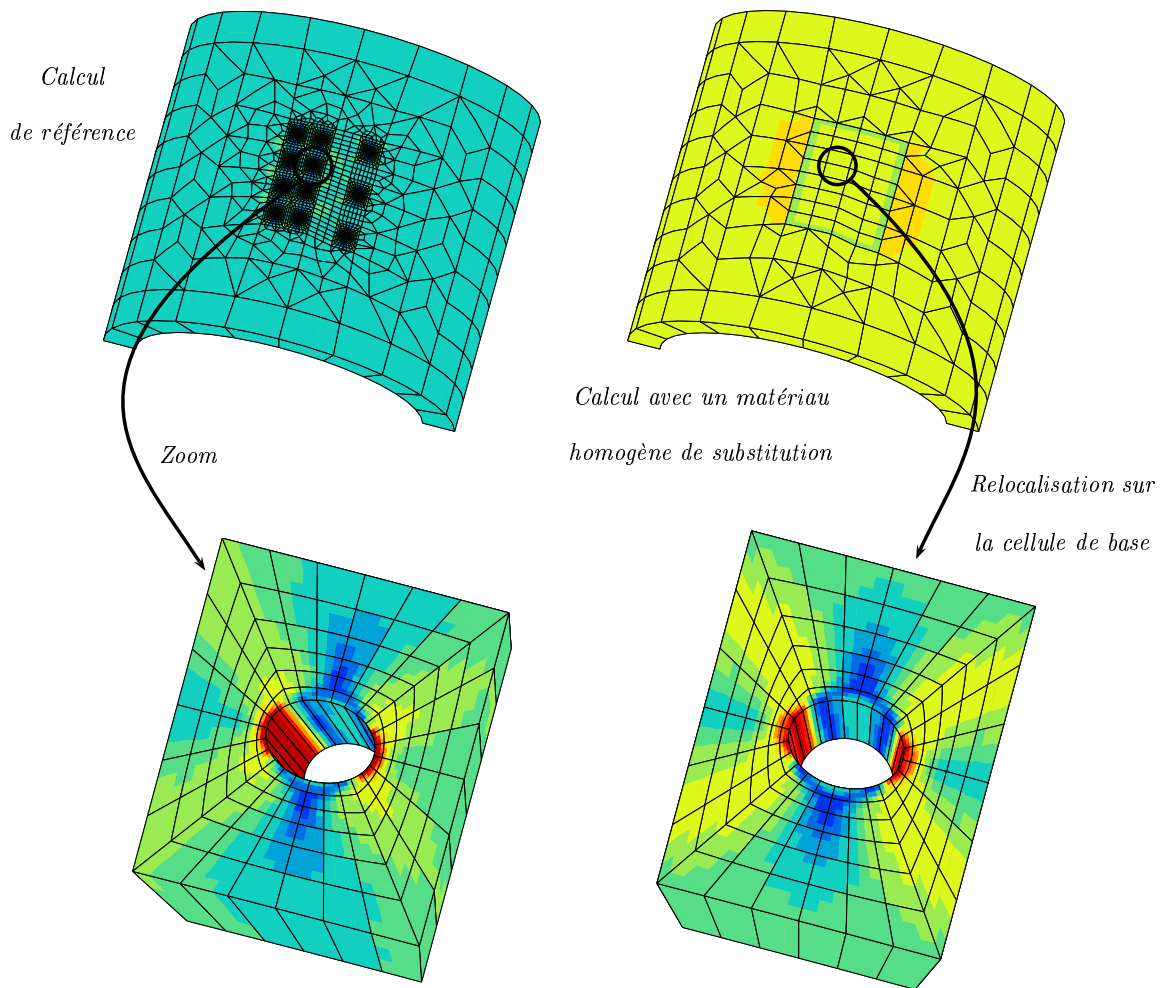 Calcul
de référence
Calcul avec un matériau
homogène de substitution
Zoom
Relocalisation sur
la cellule de base